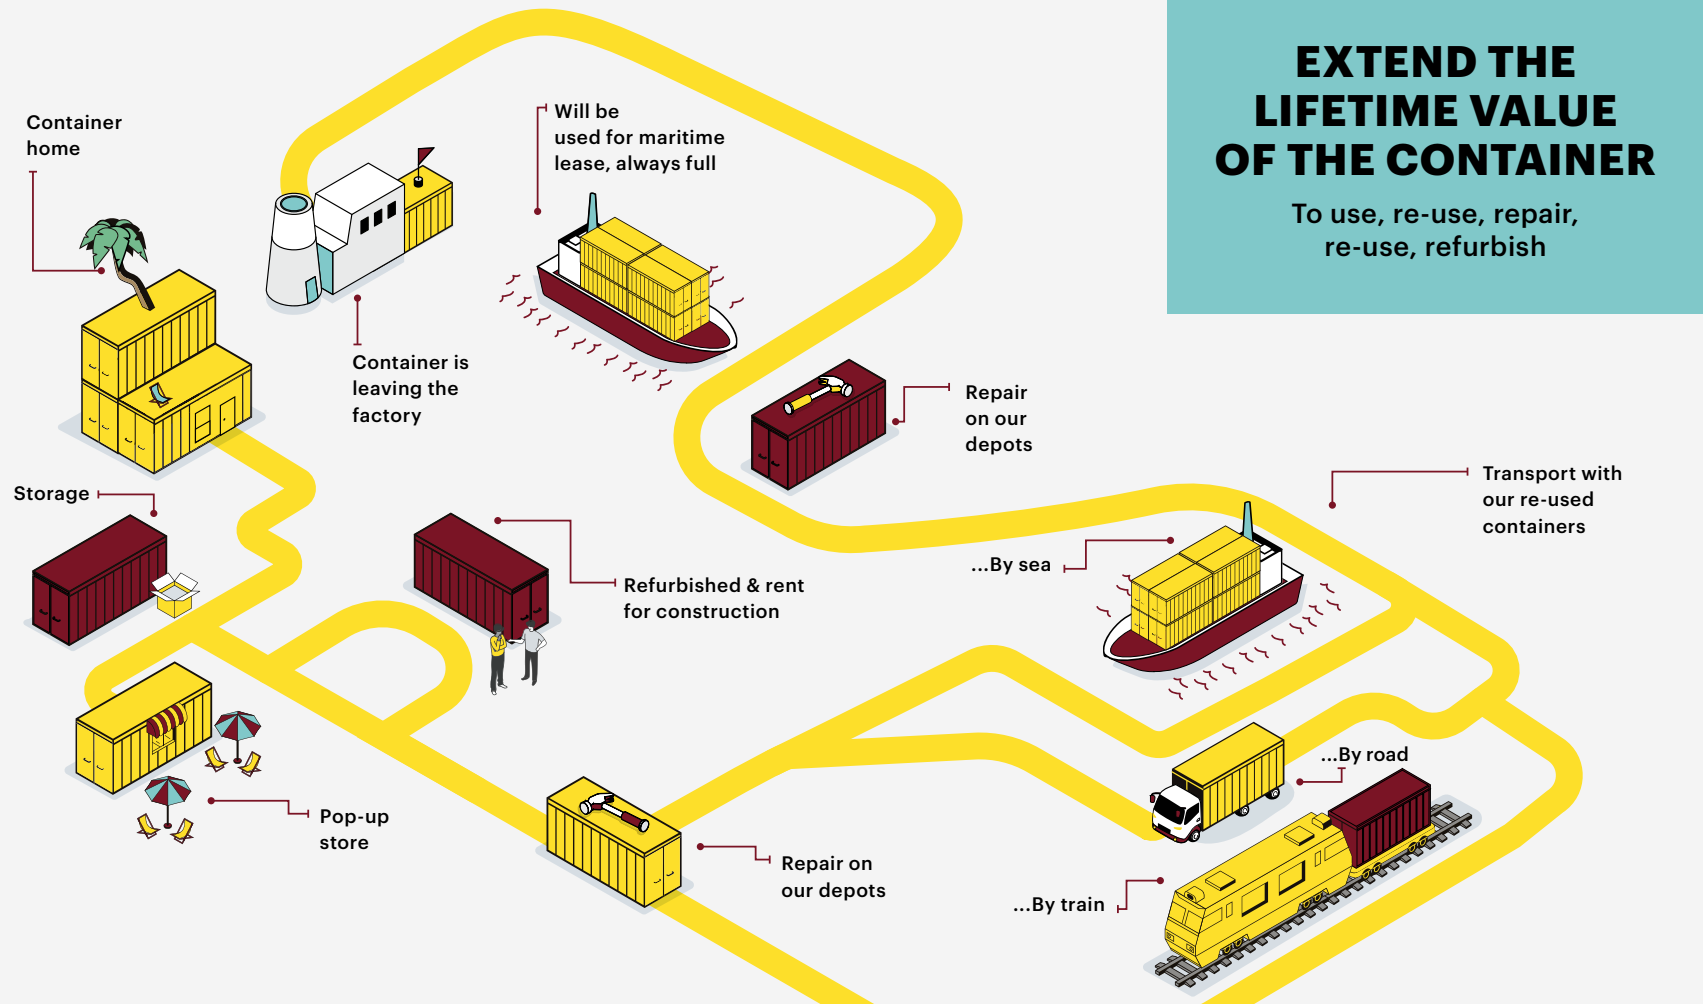 EXTEND THE
LIFETIME VALUE
OF THE CONTAINER
To use, re-use, repair,
re-use, refurbish
Container
home
Will be
used for maritime
lease, always full
Container is
leaving the
factory
Repair
on our
depots
Transport with
our re-used
containers
Storage
...By sea
Refurbished & rent
for construction
...By road
Pop-up
store
Repair on
our depots
...By train